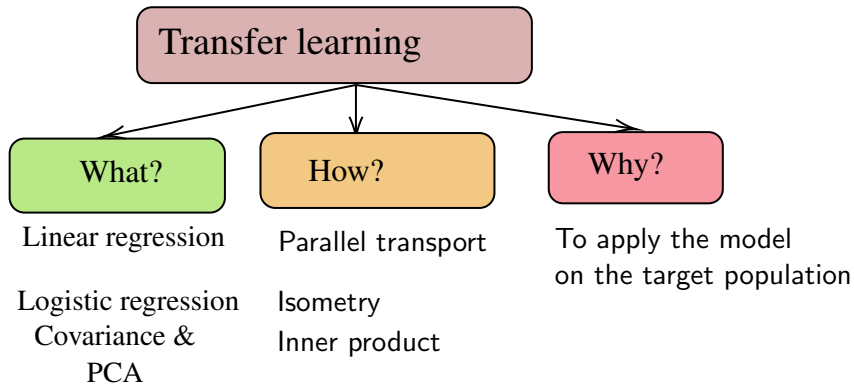 Transfer learning
What?
How?
Why?
Linear regression
Logistic regression
Covariance &
PCA
Parallel transport
Isometry
Inner product
To apply the model
on the target population